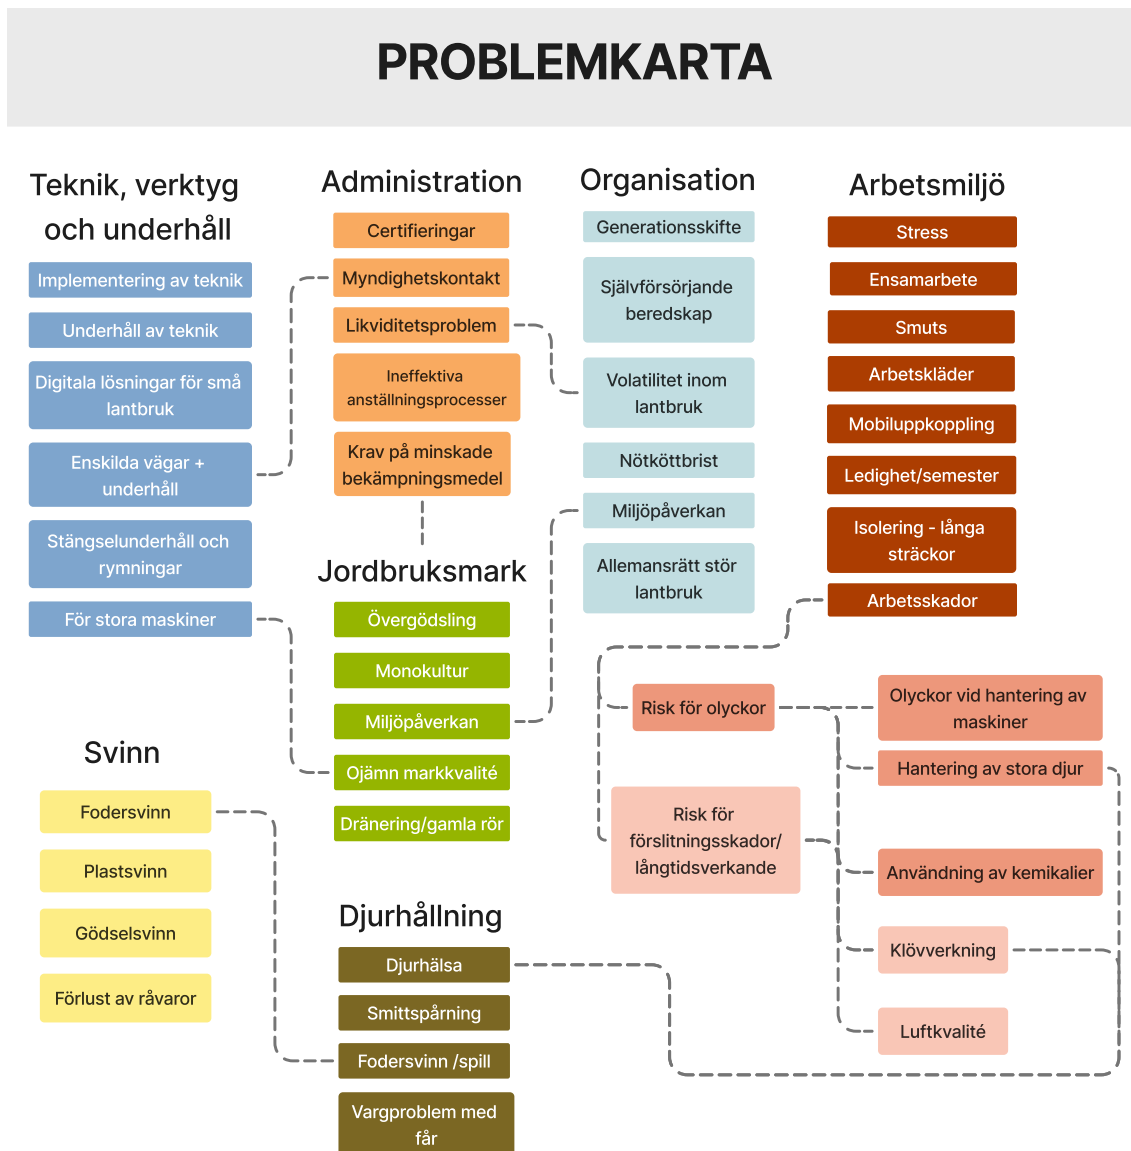 PROBLEMKARTA
Teknik, verktyg
och underhåll
Implementering av teknik
Underhåll av teknik
Digitala lösningar för små
lantbruk
Enskilda vägar +
underhåll
Stängselunderhåll och
rymningar
För stora maskiner
Administration
Certifieringar
Myndighetskontakt
Likviditetsproblem
Ineffektiva
anställningsprocesser
Krav på minskade
bekämpningsmedel
Jordbruksmark
Övergödsling
Monokultur
Miljöpåverkan
Ojämn markkvalité
Dränering/gamla rör
Organisation
Generationsskifte
Självförsörjande
beredskap
Volatilitet inom
lantbruk
Nötköttbrist
Miljöpåverkan
Allemansrätt stör
lantbruk
Arbetsmiljö
Stress
Ensamarbete
Smuts
Arbetskläder
Mobiluppkoppling
Ledighet/semester
Isolering - långa
sträckor
Arbetsskador
Risk för olyckor
Olyckor vid hantering av
maskiner
Hantering av stora djur
Risk för
förslitningsskador/
långtidsverkande
Användning av kemikalier
Klövverkning
Luftkvalité
Svinn
Fodersvinn
Plastsvinn
Gödselsvinn
Förlust av råvaror
Djurhållning
Djurhälsa
Smittspårning
Fodersvinn /spill
Vargproblem med
får